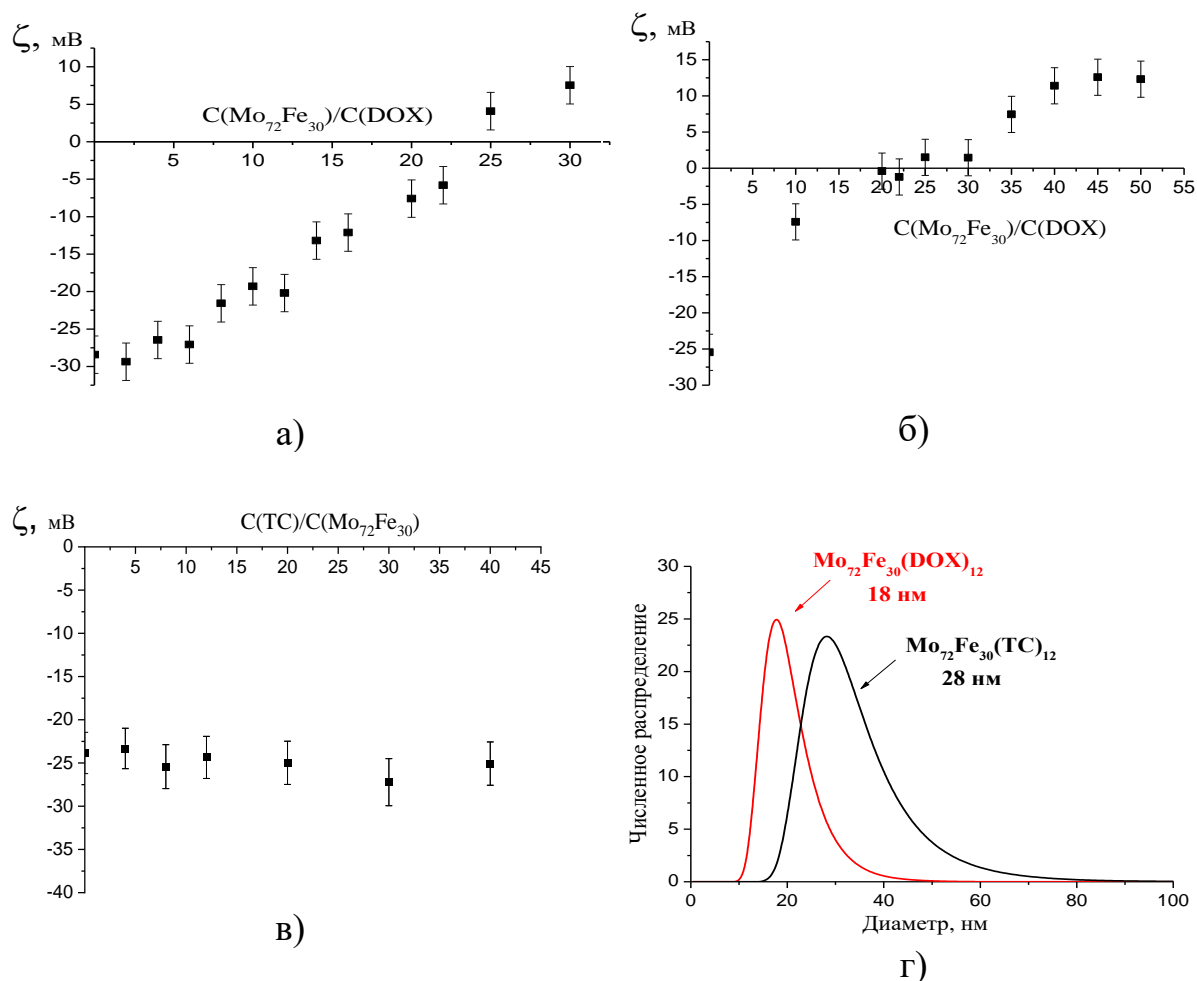 ζ, мВ
10
5
0
-5
-10
-15
-20
-25
-30
C(Mo₇₂Fe₃₀)/C(DOX)
5 10 15 20 25 30
а)
ζ, мВ
15
10
5
0
-5
-10
-15
-20
-25
-30
5 10 15 20 25 30 35 40 45 50 55
C(Mo₇₂Fe₃₀)/C(DOX)
б)
ζ, мВ
C(TC)/C(Mo₇₂Fe₃₀)
0
-5
-10
-15
-20
-25
-30
-35
-40
5 10 15 20 25 30 35 40 45
в)
Численное распределение
30
25
20
15
10
5
0
Mo₇₂Fe₃₀(DOX)₁₂
18 нм
Mo₇₂Fe₃₀(TC)₁₂
28 нм
0 20 40 60 80 100
Диаметр, нм
г)